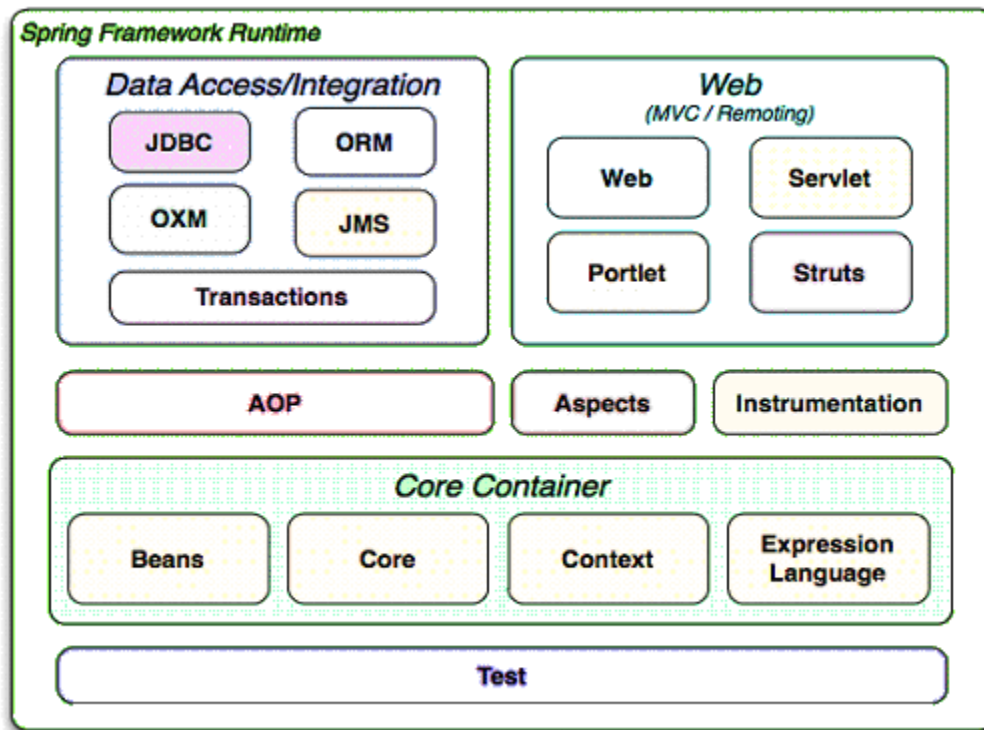 Spring Framework Runtime
Data Access/Integration
JDBC
ORM
OXM
JMS
Transactions
Web
(MVC / Remoting)
Web
Servlet
Portlet
Struts
AOP
Aspects
Instrumentation
Core Container
Beans
Core
Context
Expression
Language
Test